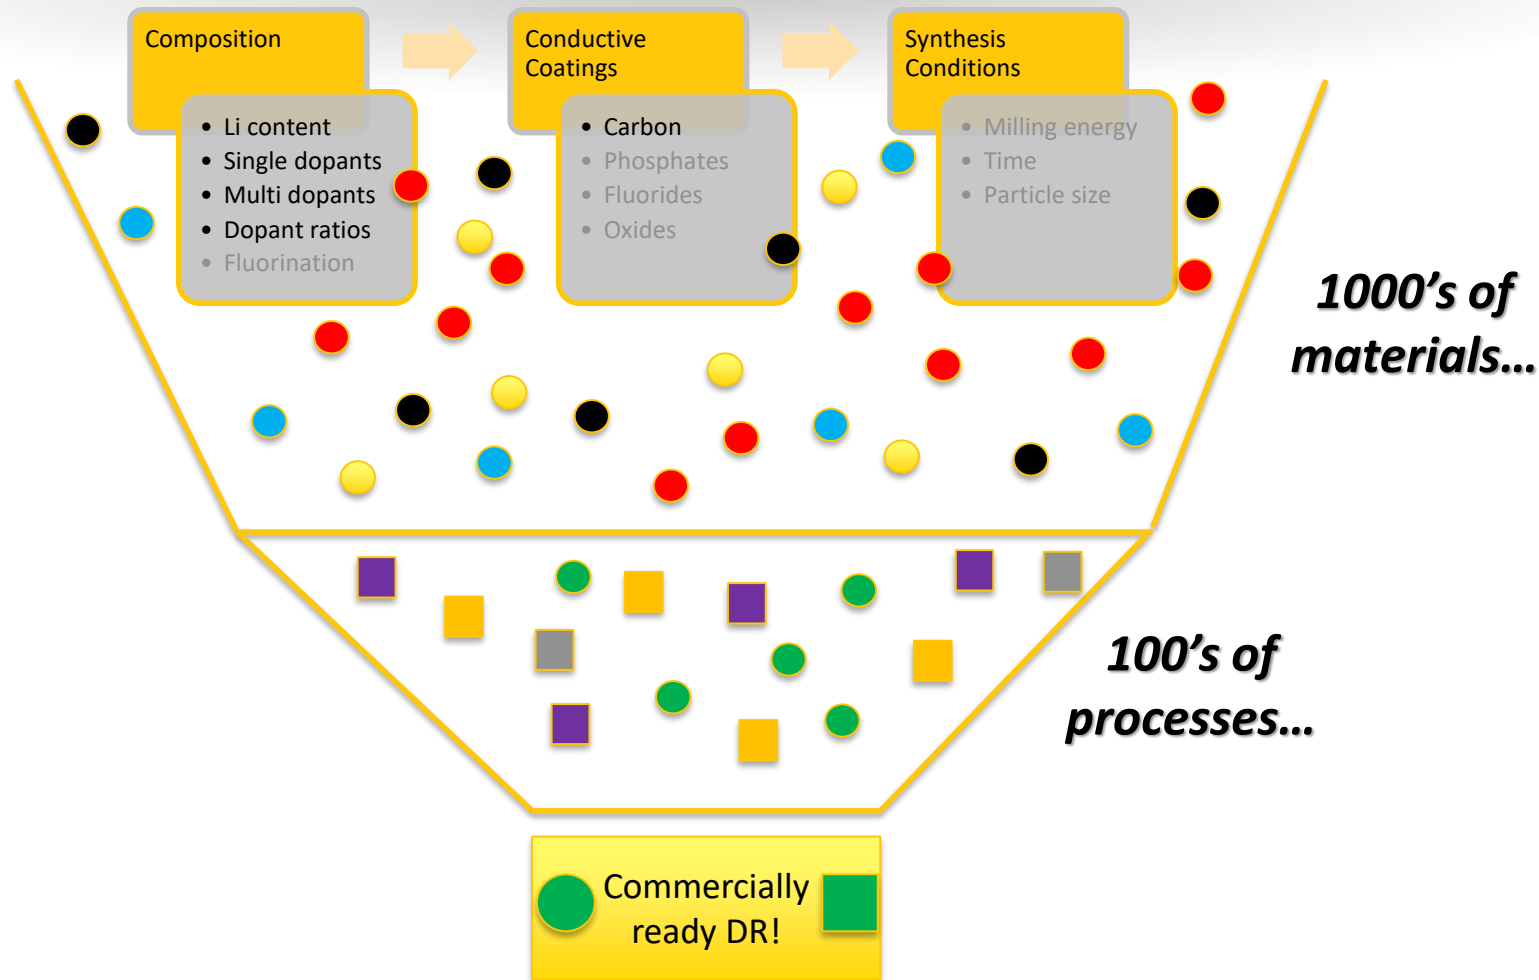 Composition
• Li content
• Single dopants
• Multi dopants
• Dopant ratios
• Fluorination
Conductive
Coatings
• Carbon
• Phosphates
• Fluorides
• Oxides
Synthesis
Conditions
• Milling energy
• Time
• Particle size
1000’s of
materials…
100’s of
processes…
Commercially
ready DR!